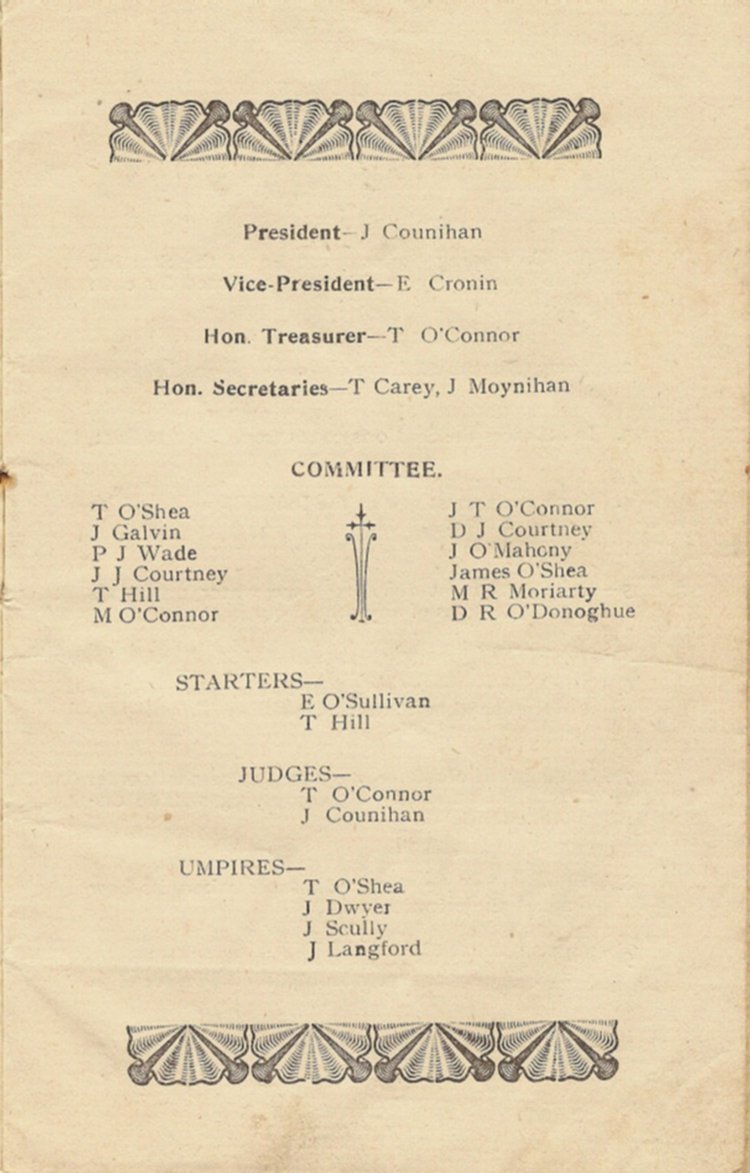 President—J Counihan
Vice-President—E Cronin
Hon. Treasurer—T O'Connor
Hon. Secretaries—T Carey, J Moynihan
COMMITTEE.
T O'Shea
J Galvin
P J Wade
J J Courtney
T Hill
M O'Connor
J T O'Connor
D J Courtney
J O'Mahony
James O'Shea
M R Moriarty
D R O'Donoghue
STARTERS—
E O'Sullivan
T Hill
JUDGES—
T O'Connor
J Counihan
UMPIRES—
T O'Shea
J Dwyer
J Scully
J Langford